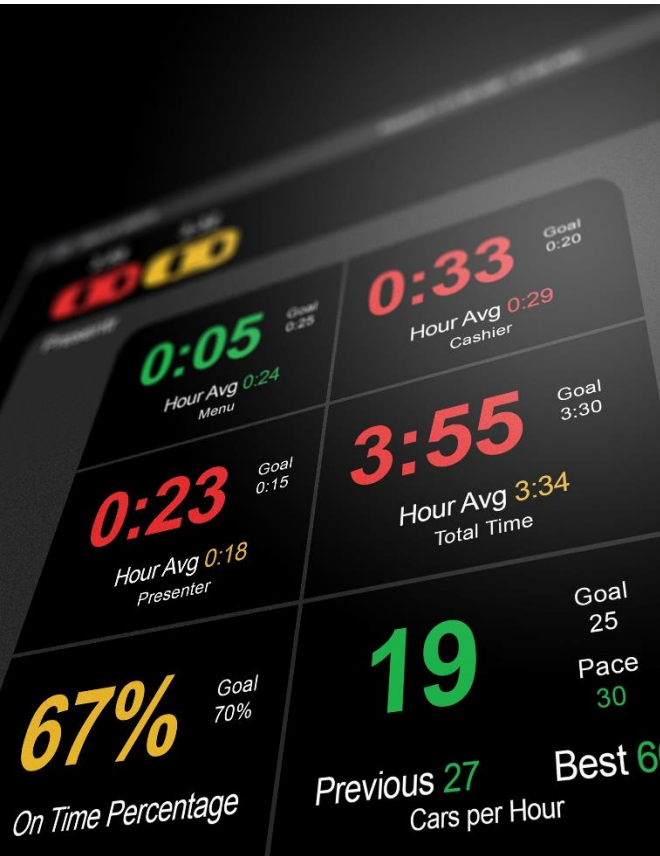 0:05
Goal
0:25
Hour Avg 0:24
Menu
0:33
Goal
0:20
Hour Avg 0:29
Cashier
0:23
Goal
0:15
Hour Avg 0:18
Presenter
3:55
Goal
3:30
Hour Avg 3:34
Total Time
67%
Goal
70%
On Time Percentage
19
Goal
25
Pace
30
Previous 27
Best
Cars per Hour